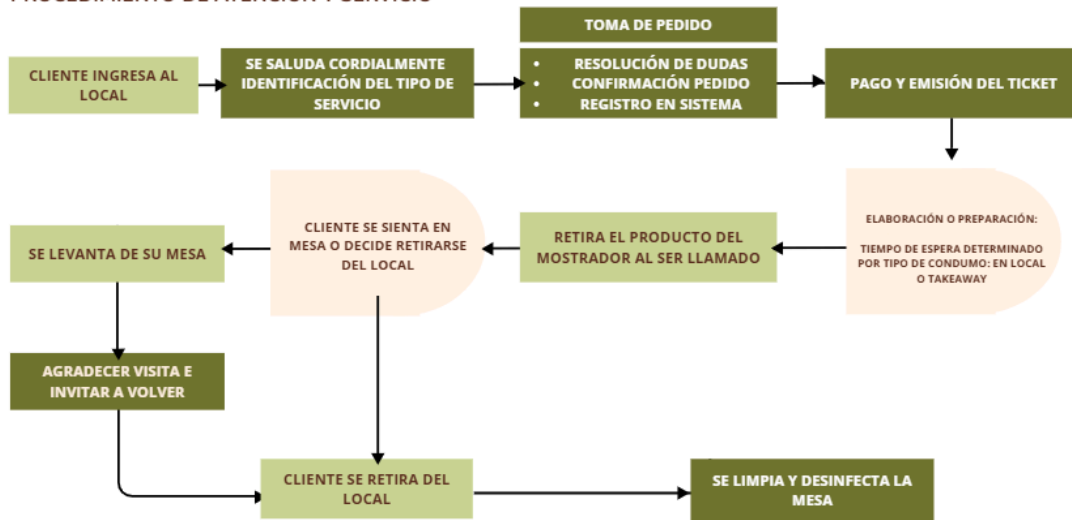 PROCEDIMIENTO DE ATENCIÓN Y SERVICIO
TOMA DE PEDIDO
CLIENTE INGRESA AL
LOCAL
SE SALUDA CORDIALMENTE
IDENTIFICACIÓN DEL TIPO DE
SERVICIO
• RESOLUCIÓN DE DUDAS
• CONFIRMACIÓN PEDIDO
• REGISTRO EN SISTEMA
PAGO Y EMISIÓN DEL TICKET
ELABORACIÓN O PREPARACIÓN:
TIEMPO DE ESPERA DETERMINADO
POR TIPO DE CONDUMO: EN LOCAL
O TAKEAWAY
RETIRA EL PRODUCTO DEL
MOSTRADOR AL SER LLAMADO
CLIENTE SE SIENTA EN
MESA O DECIDE RETIRARSE
DEL LOCAL
SE LEVANTA DE SU MESA
AGRADECER VISITA E
INVITAR A VOLVER
CLIENTE SE RETIRA DEL
LOCAL
SE LIMPIA Y DESINFECTA LA
MESA